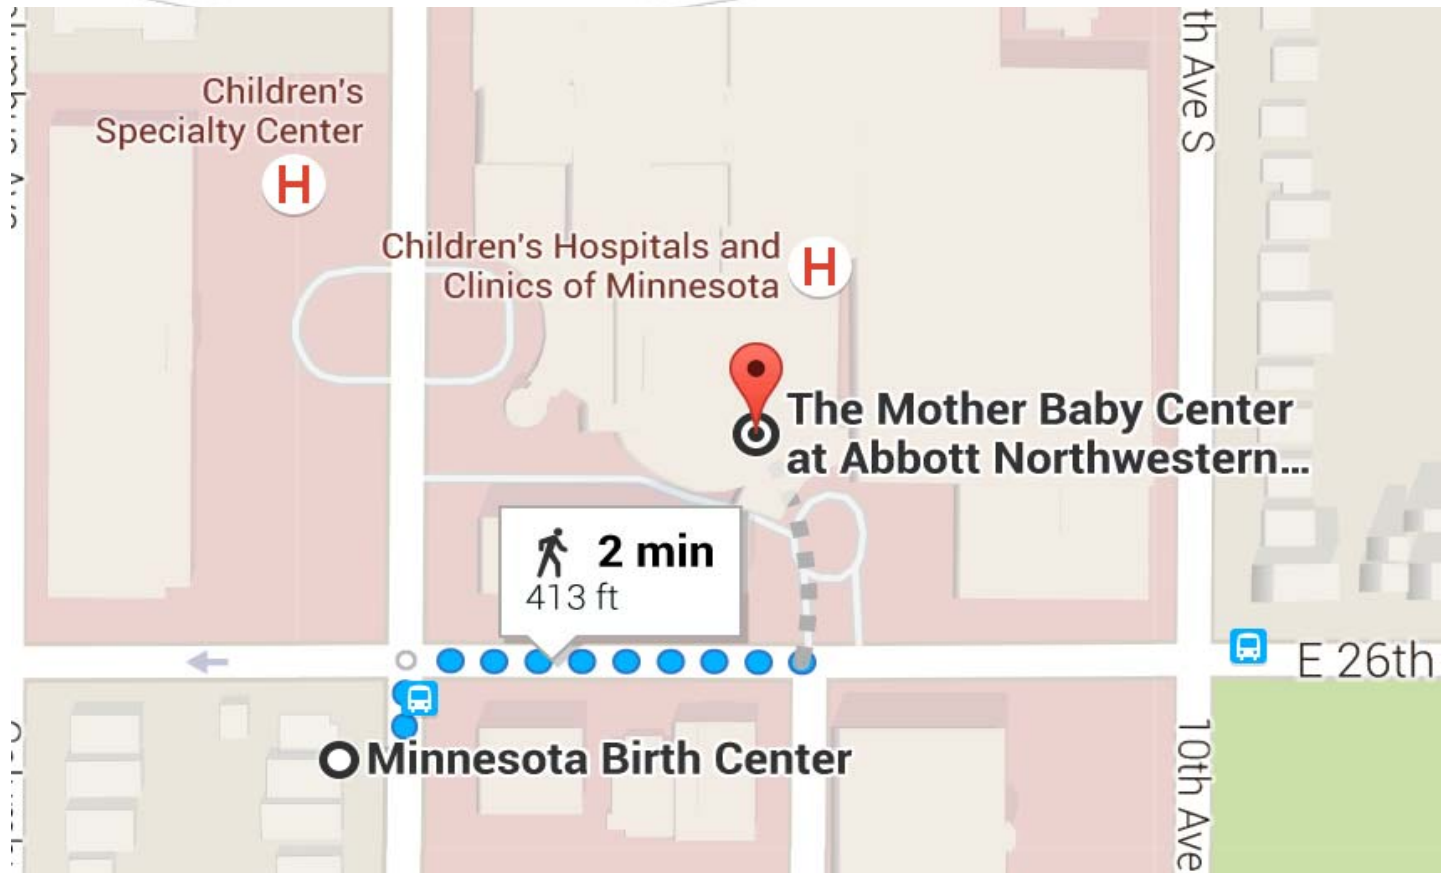 Children's
Specialty Center
H
th Ave S
Children's Hospitals and
Clinics of Minnesota
H
The Mother Baby Center
at Abbott Northwestern...
2 min
413 ft
E 26th
Minnesota Birth Center
10th Ave